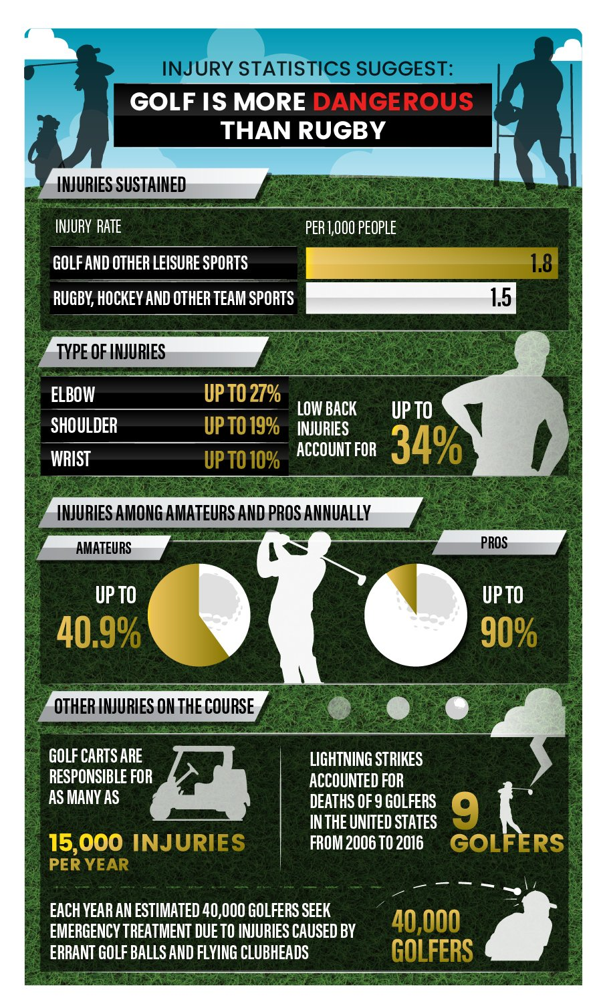 INJURY STATISTICS SUGGEST:
GOLF IS MORE DANGEROUS
THAN RUGBY
INJURIES SUSTAINED
INJURY RATE
PER 1,000 PEOPLE
GOLF AND OTHER LEISURE SPORTS
1.8
RUGBY, HOCKEY AND OTHER TEAM SPORTS
1.5
TYPE OF INJURIES
ELBOW
UP TO 27%
SHOULDER
UP TO 19%
WRIST
UP TO 10%
LOW BACK
INJURIES
ACCOUNT FOR
UP TO
34%
INJURIES AMONG AMATEURS AND PROS ANNUALLY
AMATEURS
UP TO
40.9%
PROS
UP TO
90%
OTHER INJURIES ON THE COURSE
GOLF CARTS ARE
RESPONSIBLE FOR
AS MANY AS
15,000 INJURIES
PER YEAR
LIGHTNING STRIKES
ACCOUNTED FOR
DEATHS OF 9 GOLFERS
IN THE UNITED STATES
FROM 2006 TO 2016
9
GOLFERS
EACH YEAR AN ESTIMATED 40,000 GOLFERS SEEK
EMERGENCY TREATMENT DUE TO INJURIES CAUSED BY
ERRANT GOLF BALLS AND FLYING CLUBHEADS
40,000
GOLFERS